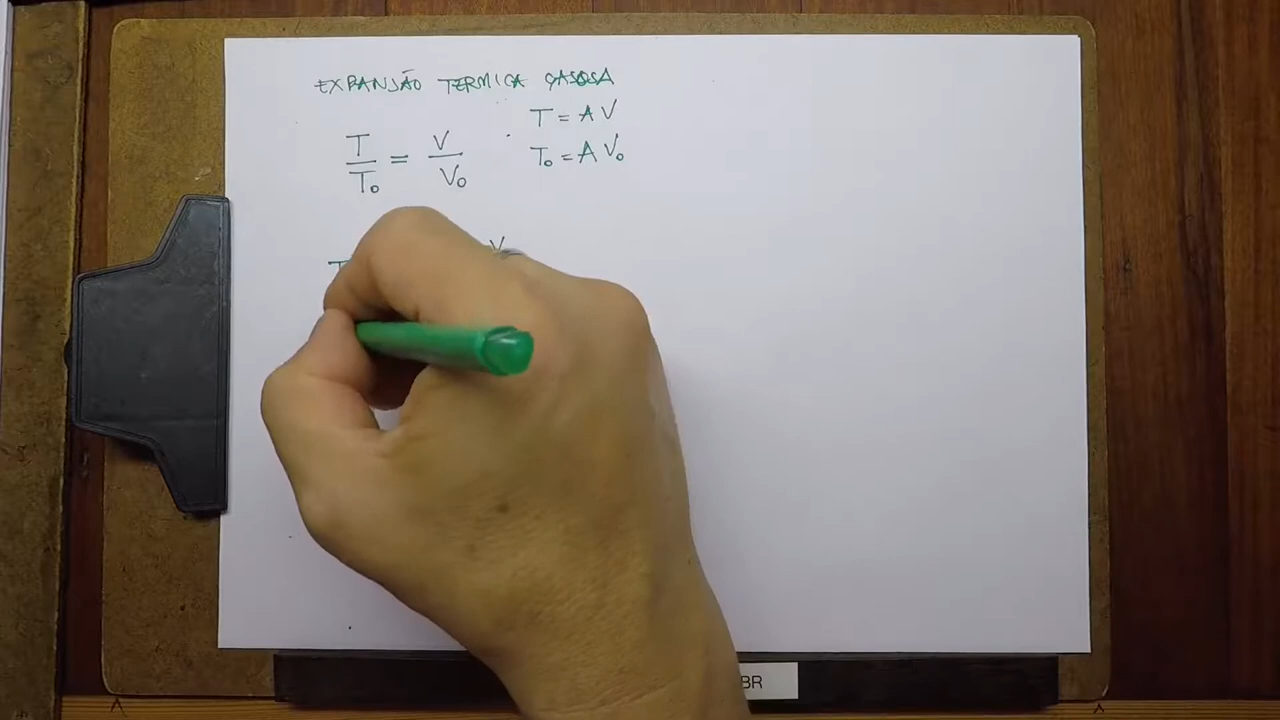 EXPANSÃO TERMICA GASOSA
T = A V
T/T₀ = V/V₀
T₀ = A V₀
T
V
BR